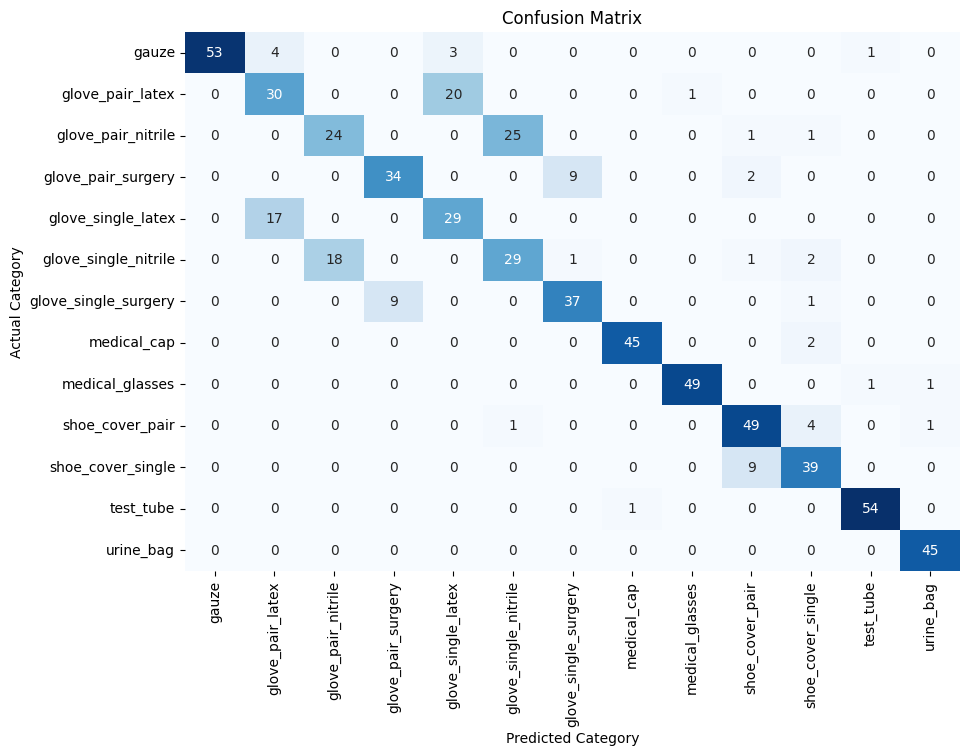 Confusion Matrix
gauze 53 4 0 0 3 0 0 0 0 0 0 1 0
glove_pair_latex 0 30 0 0 20 0 0 0 1 0 0 0 0
glove_pair_nitrile 0 0 24 0 0 25 0 0 0 1 1 0 0
glove_pair_surgery 0 0 0 34 0 0 9 0 0 2 0 0 0
glove_single_latex 0 17 0 0 29 0 0 0 0 0 0 0 0
glove_single_nitrile 0 0 18 0 0 29 1 0 0 1 2 0 0
glove_single_surgery 0 0 0 9 0 0 37 0 0 0 1 0 0
medical_cap 0 0 0 0 0 0 0 45 0 0 2 0 0
medical_glasses 0 0 0 0 0 0 0 0 49 0 0 1 1
shoe_cover_pair 0 0 0 0 0 1 0 0 0 49 4 0 1
shoe_cover_single 0 0 0 0 0 0 0 0 0 9 39 0 0
test_tube 0 0 0 0 0 0 0 1 0 0 0 54 0
urine_bag 0 0 0 0 0 0 0 0 0 0 0 0 45
Actual Category
gauze
glove_pair_latex
glove_pair_nitrile
glove_pair_surgery
glove_single_latex
glove_single_nitrile
glove_single_surgery
medical_cap
medical_glasses
shoe_cover_pair
shoe_cover_single
test_tube
urine_bag
Predicted Category